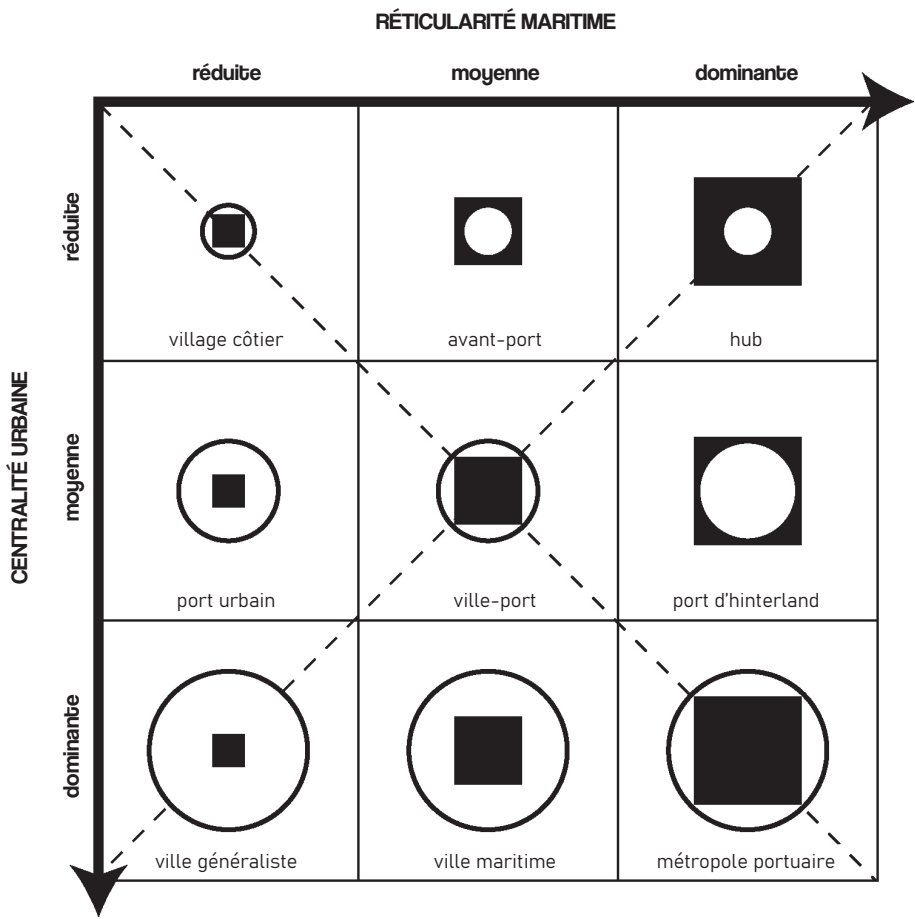 RÉTICULARITÉ MARITIME
réduite
moyenne
dominante
CENTRALITÉ URBAINE
réduite
village côtier
avant-port
hub
moyenne
port urbain
ville-port
port d'hinterland
dominante
ville généraliste
ville maritime
métropole portuaire